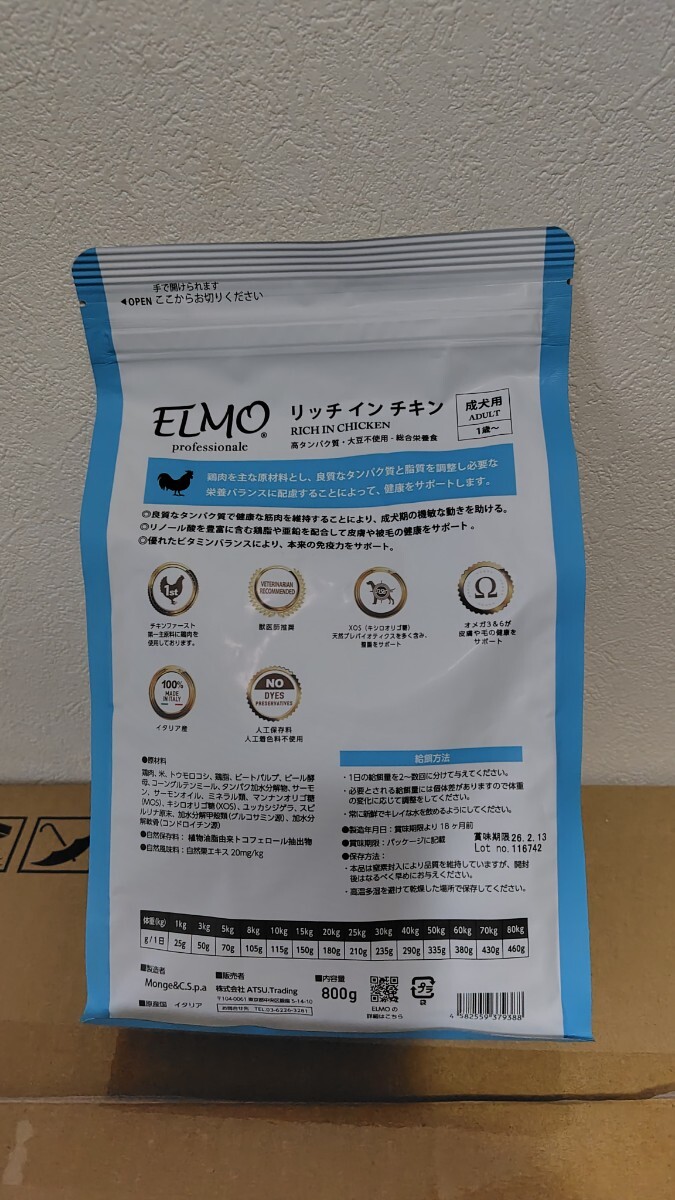 手で開けられます
◀OPEN ここからお切りください
ELMO®
professionale
リッチ イン チキン
RICH IN CHICKEN
高タンパク質・大豆不使用 - 総合栄養食
成犬用
ADULT
1歳～
鶏肉を主な原材料とし、良質なタンパク質と脂質を調整し必要な
栄養バランスに配慮することによって、健康をサポートします。
◎良質なタンパク質で健康な筋肉を維持することにより、成犬期の機敏な動きを助ける。
◎リノール酸を豊富に含む鶏脂や亜鉛を配合して皮膚や被毛の健康をサポート。
◎優れたビタミンバランスにより、本来の免疫力をサポート。
1st
チキンファースト
第一主原料に鶏肉を
使用しております。
VETERINARIAN
RECOMMENDED
獣医師推薦
XOS
XOS（キシロオリゴ糖）
天然プレバイオティクスを多く含み、
整腸をサポート
Ω
オメガ3＆6が
皮膚や毛の健康を
サポート
100%
MADE
IN ITALY
イタリア産
NO
DYES
PRESERVATIVES
人工保存料
人工着色料不使用
●原材料
鶏肉、米、トウモロコシ、鶏脂、ビートパルプ、ビール酵
母、コーングルテンミール、タンパク加水分解物、サーモ
ン、サーモンオイル、ミネラル類、マンナンオリゴ糖
(MOS)、キシロオリゴ糖(XOS)、ユッカシジゲラ、スピ
ルリナ原末、加水分解甲殻類(グルコサミン源)、加水分
解軟骨(コンドロイチン源)
●自然保存料： 植物油脂由来トコフェロール抽出物
●自然風味料：自然栗エキス 20mg/kg
給餌方法
・1日の給餌量を2～数回に分けて与えてください。
・必要とされる給餌量には個体差がありますので体重
の変化に応じて調整をしてください。
・常に新鮮でキレイな水を飲めるようにしてください。
●製造年月日：賞味期限より 18ヶ月前
●賞味期限：パッケージに記載
賞味期限26.2.13
Lot no.116742
●保存方法：
・本品は窒素封入により品質を維持していますが、開封
後はなるべく早めにお与えください。
・高温多湿を避けて乾燥した場所で保存してください。
体重(kg) 1kg 3kg 5kg 8kg 10kg 15kg 20kg 25kg 30kg 40kg 50kg 60kg 70kg 80kg
g/1日 25g 50g 70g 105g 115g 150g 180g 210g 235g 290g 335g 380g 430g 460g
■製造者
Monge&C.S.p.a
■原産国 イタリア
■販売者
株式会社 ATSU.Trading
〒104-0061 東京都中央区銀座 5-14-10
お問合せ先 TEL.03-6226-3281
■内容量
800g
ELMO の
詳細はこちら
プラ
4 582559 379388